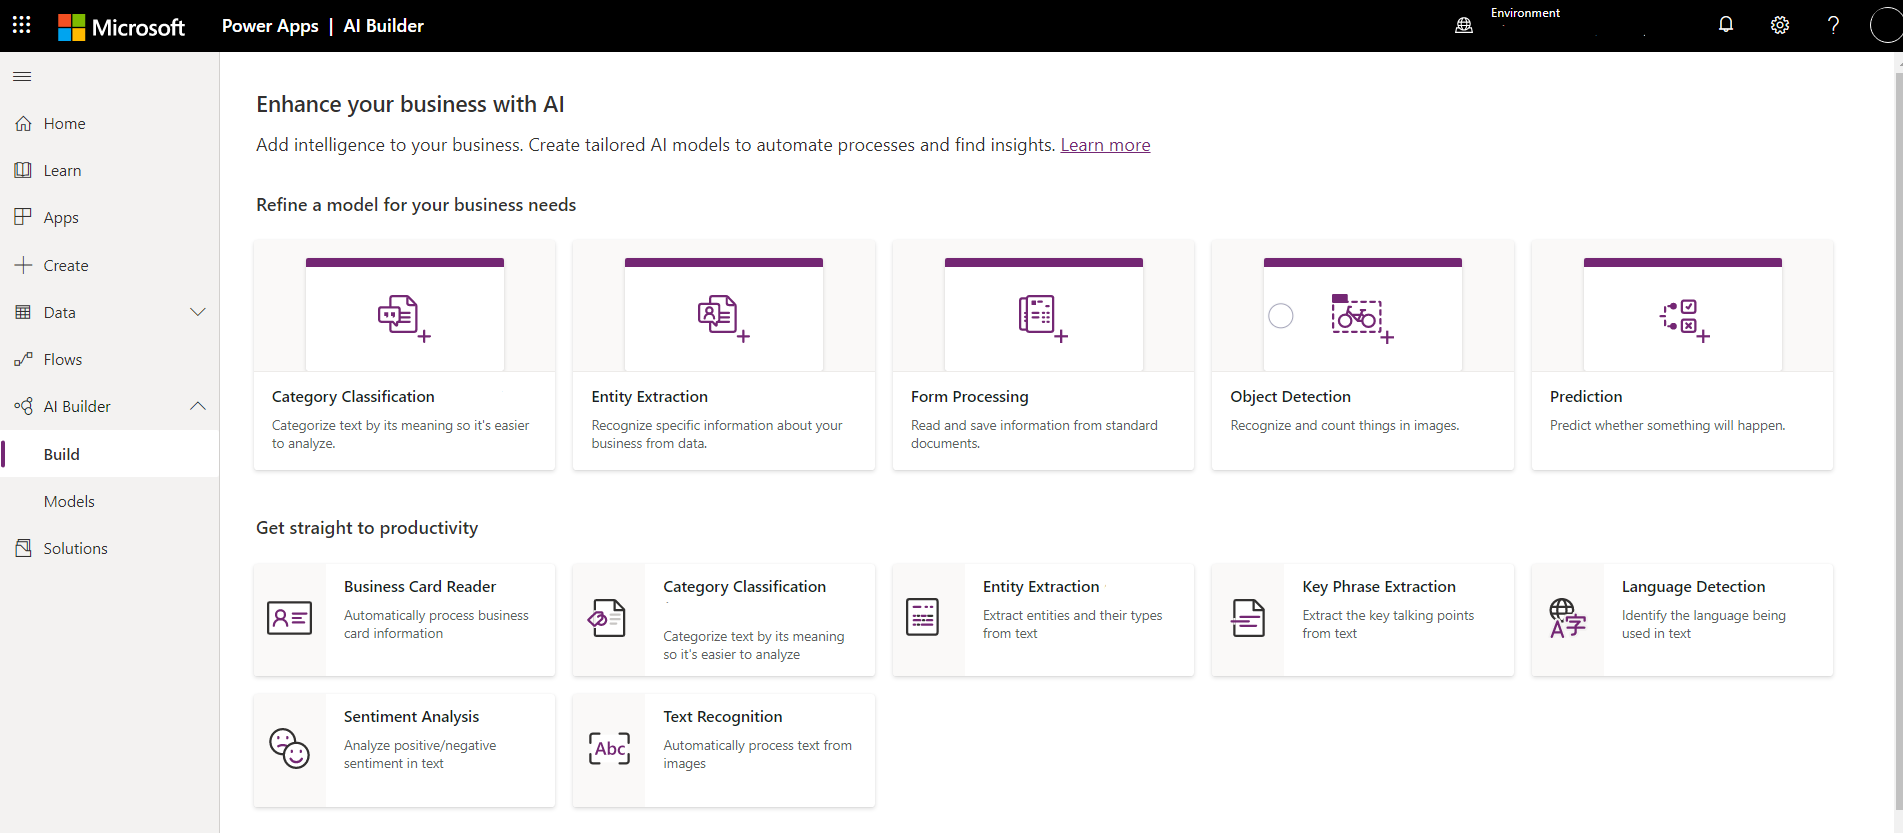 Microsoft
Power Apps | AI Builder
Environment
Home
Learn
Apps
Create
Data
Flows
AI Builder
Build
Models
Solutions
Enhance your business with AI
Add intelligence to your business. Create tailored AI models to automate processes and find insights. Learn more
Refine a model for your business needs
Category Classification
Categorize text by its meaning so it's easier
to analyze.
Entity Extraction
Recognize specific information about your
business from data.
Form Processing
Read and save information from standard
documents.
Object Detection
Recognize and count things in images.
Prediction
Predict whether something will happen.
Get straight to productivity
Business Card Reader
Automatically process business
card information
Category Classification
Categorize text by its meaning
so it's easier to analyze
Entity Extraction
Extract entities and their types
from text
Key Phrase Extraction
Extract the key talking points
from text
A字
Language Detection
Identify the language being
used in text
Sentiment Analysis
Analyze positive/negative
sentiment in text
Abc
Text Recognition
Automatically process text from
images